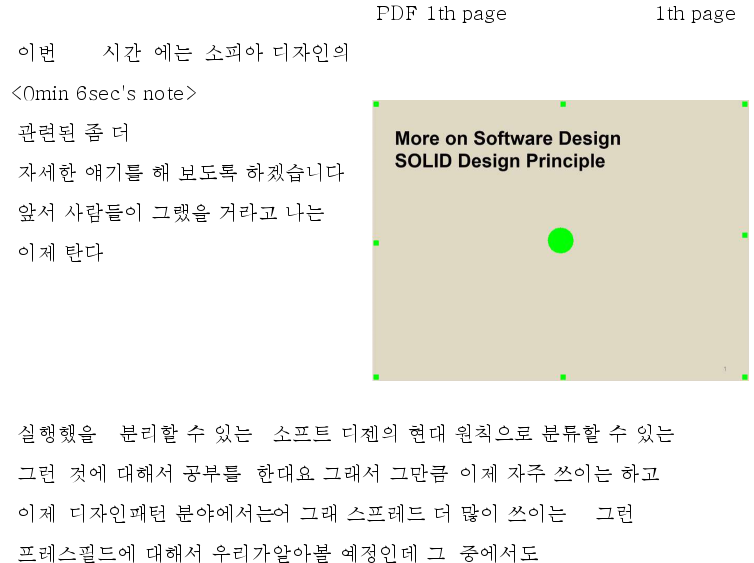 PDF 1th page 1th page
이번 시간 에는 소피아 디자인의
<0min 6sec's note>
관련된 좀 더
자세한 얘기를 해 보도록 하겠습니다
앞서 사람들이 그랬을 거라고 나는
이제 탄다
More on Software Design
SOLID Design Principle
1
실행했을 분리할 수 있는 소프트 디젠의 현대 원칙으로 분류할 수 있는
그런 것에 대해서 공부를 한대요 그래서 그만큼 이제 자주 쓰이는 하고
이제 디자인패턴 분야에서는어 그래 스프레드 더 많이 쓰이는 그런
프레스필드에 대해서 우리가알아볼 예정인데 그 중에서도